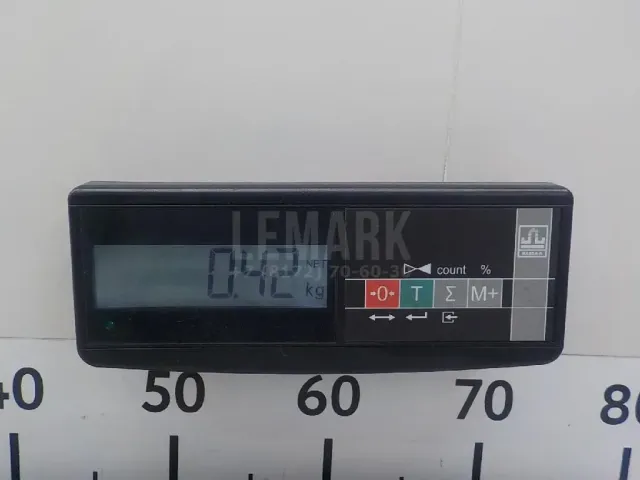 LEMARK
0.42 NET
kg
count %
→0← T Σ M+
40 50 60 70 80